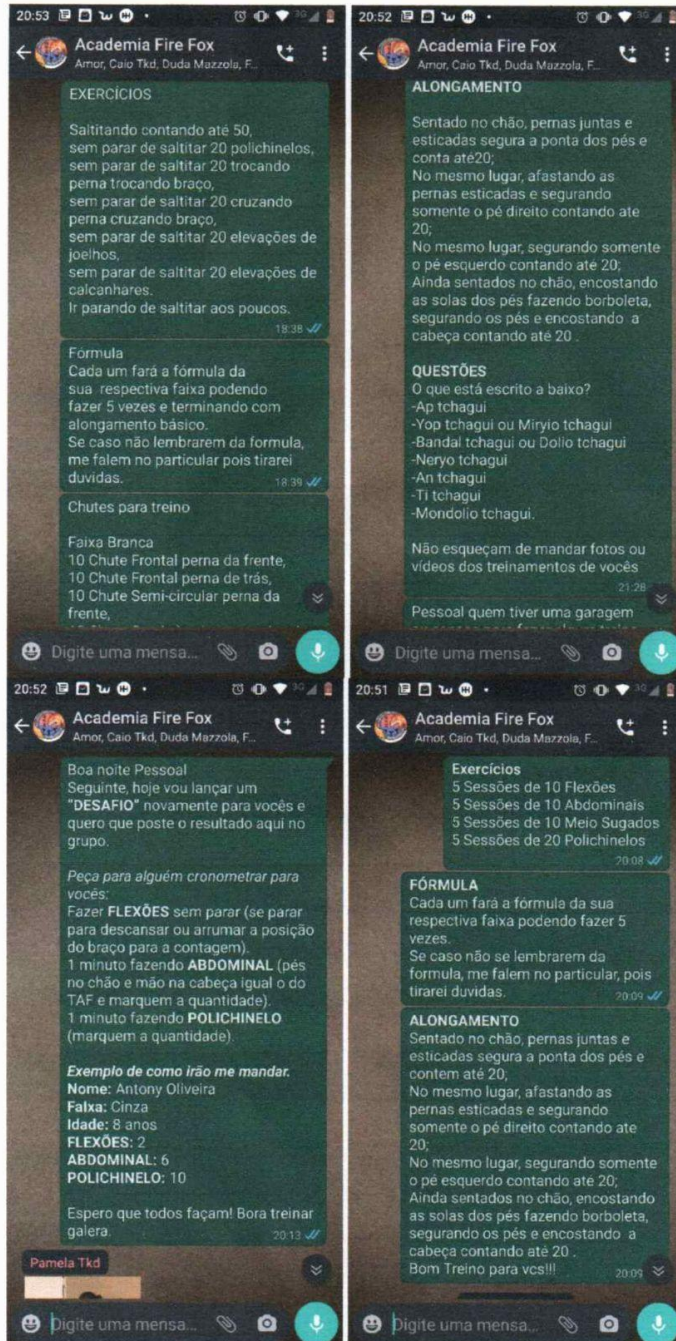 20:53
Academia Fire Fox
Amor, Caio Tkd, Duda Mazzola, F...
EXERCÍCIOS
Saltitando contando até 50,
sem parar de saltitar 20 polichinelos,
sem parar de saltitar 20 trocando
perna trocando braço,
sem parar de saltitar 20 cruzando
perna cruzando braço,
sem parar de saltitar 20 elevações de
joelhos,
sem parar de saltitar 20 elevações de
calcanhares.
Ir parando de saltitar aos poucos.
18:38
Fórmula
Cada um fará a fórmula da
sua respectiva faixa podendo
fazer 5 vezes e terminando com
alongamento básico.
Se caso não lembrarem da formula,
me falem no particular pois tirarei
duvidas.
18:39
Chutes para treino
Faixa Branca
10 Chute Frontal perna da frente,
10 Chute Frontal perna de trás,
10 Chute Semi-circular perna da
frente,
Digite uma mensa...
20:52
3G
Academia Fire Fox
Amor, Caio Tkd, Duda Mazzola, F...
ALONGAMENTO
Sentado no chão, pernas juntas e
esticadas segura a ponta dos pés e
conta até20;
No mesmo lugar, afastando as
pernas esticadas e segurando
somente o pé direito contando ate
20;
No mesmo lugar, segurando somente
o pé esquerdo contando até 20;
Ainda sentados no chão, encostando
as solas dos pés fazendo borboleta,
segurando os pés e encostando a
cabeça contando até 20 .
QUESTÕES
O que está escrito a baixo?
-Ap tchagui
-Yop tchagui ou Miryio tchagui
-Bandal tchagui ou Dolio tchagui
-Neryo tchagui
-An tchagui
-Ti tchagui
-Mondolio tchagui.
Não esqueçam de mandar fotos ou
vídeos dos treinamentos de vocês
21:28
Pessoal quem tiver uma garagem
Digite uma mensa...
20:52
3G
Academia Fire Fox
Amor, Caio Tkd, Duda Mazzola, F...
Boa noite Pessoal
Seguinte, hoje vou lançar um
"DESAFIO" novamente para vocês e
quero que poste o resultado aqui no
grupo.
Peça para alguém cronometrar para
vocês:
Fazer FLEXÕES sem parar (se parar
para descansar ou arrumar a posição
do braço para a contagem).
1 minuto fazendo ABDOMINAL (pés
no chão e mão na cabeça igual o do
TAF e marquem a quantidade).
1 minuto fazendo POLICHINELO
(marquem a quantidade).
Exemplo de como irão me mandar.
Nome: Antony Oliveira
Faixa: Cinza
Idade: 8 anos
FLEXÕES: 2
ABDOMINAL: 6
POLICHINELO: 10
Espero que todos façam! Bora treinar
galera.
20:13
Pamela Tkd
Digite uma mensa...
20:51
3G
Academia Fire Fox
Amor, Caio Tkd, Duda Mazzola, F...
Exercícios
5 Sessões de 10 Flexões
5 Sessões de 10 Abdominais
5 Sessões de 10 Meio Sugados
5 Sessões de 20 Polichinelos
20:08
FÓRMULA
Cada um fará a fórmula da sua
respectiva faixa podendo fazer 5
vezes.
Se caso não se lembrarem da
formula, me falem no particular, pois
tirarei duvidas.
20:09
ALONGAMENTO
Sentado no chão, pernas juntas e
esticadas segura a ponta dos pés e
contem até 20;
No mesmo lugar, afastando as
pernas esticadas e segurando
somente o pé direito contando ate
20;
No mesmo lugar, segurando somente
o pé esquerdo contando até 20;
Ainda sentados no chão, encostando
as solas dos pés fazendo borboleta,
segurando os pés e encostando a
cabeça contando até 20 .
Bom Treino para vcs!!!
20:09
Digite uma mensa...